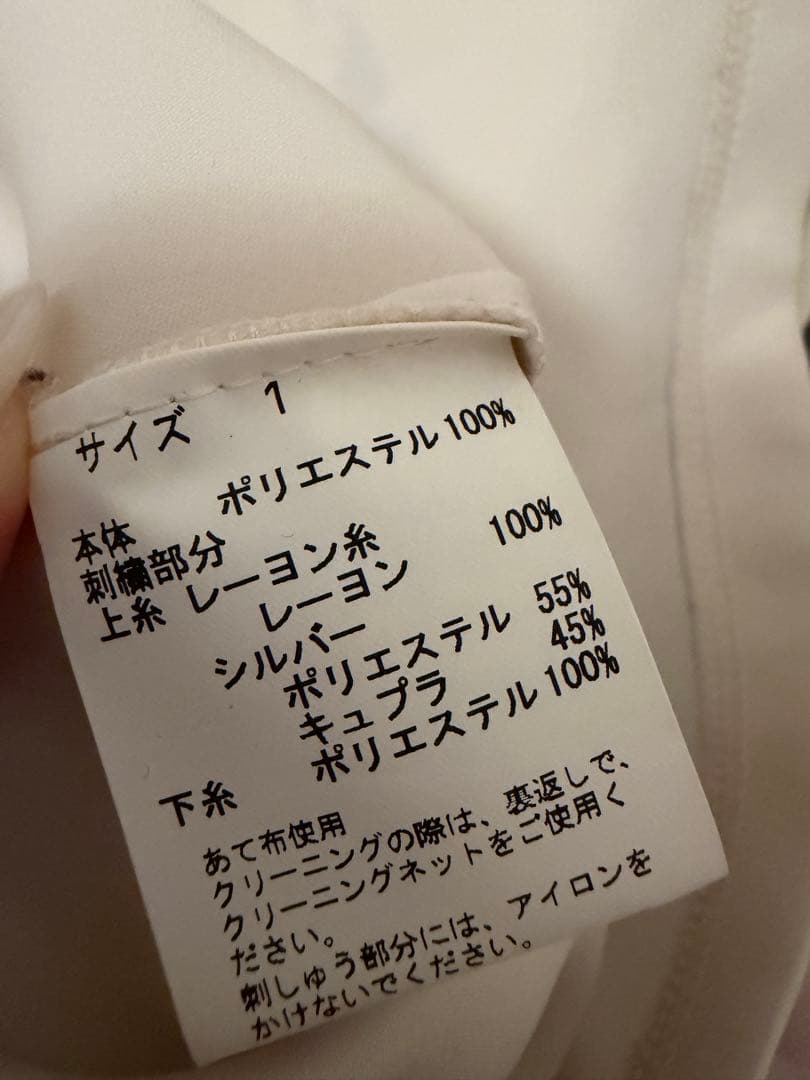 サイズ 1
本体 ポリエステル100%
刺繍部分
上糸 レーヨン糸
レーヨン 100%
シルバー
ポリエステル 55%
キュプラ 45%
下糸 ポリエステル100%
あて布使用
クリーニングの際は、裏返しで、
クリーニングネットをご使用く
ださい。
刺しゅう部分には、アイロンを
かけないでください。